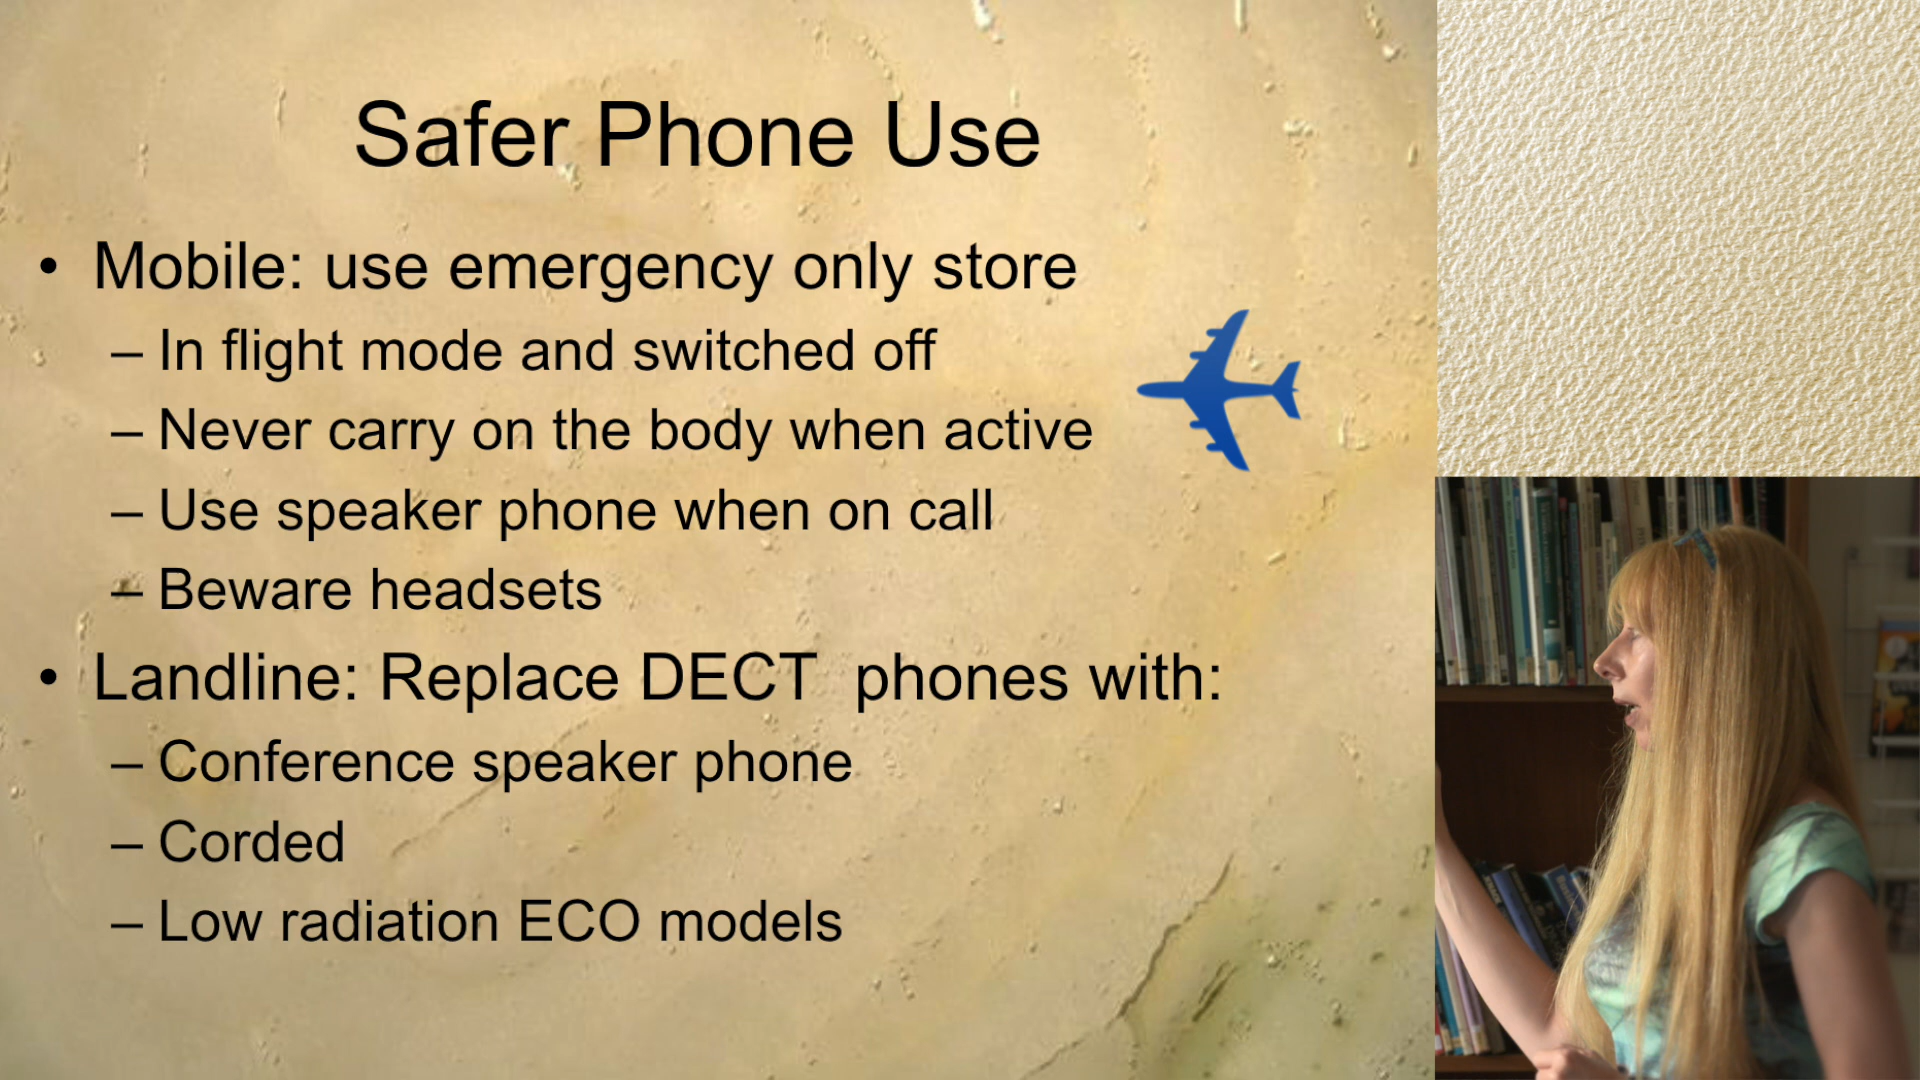 Safer Phone Use
• Mobile: use emergency only store
– In flight mode and switched off
– Never carry on the body when active
– Use speaker phone when on call
– Beware headsets
• Landline: Replace DECT  phones with:
– Conference speaker phone
– Corded
– Low radiation ECO models